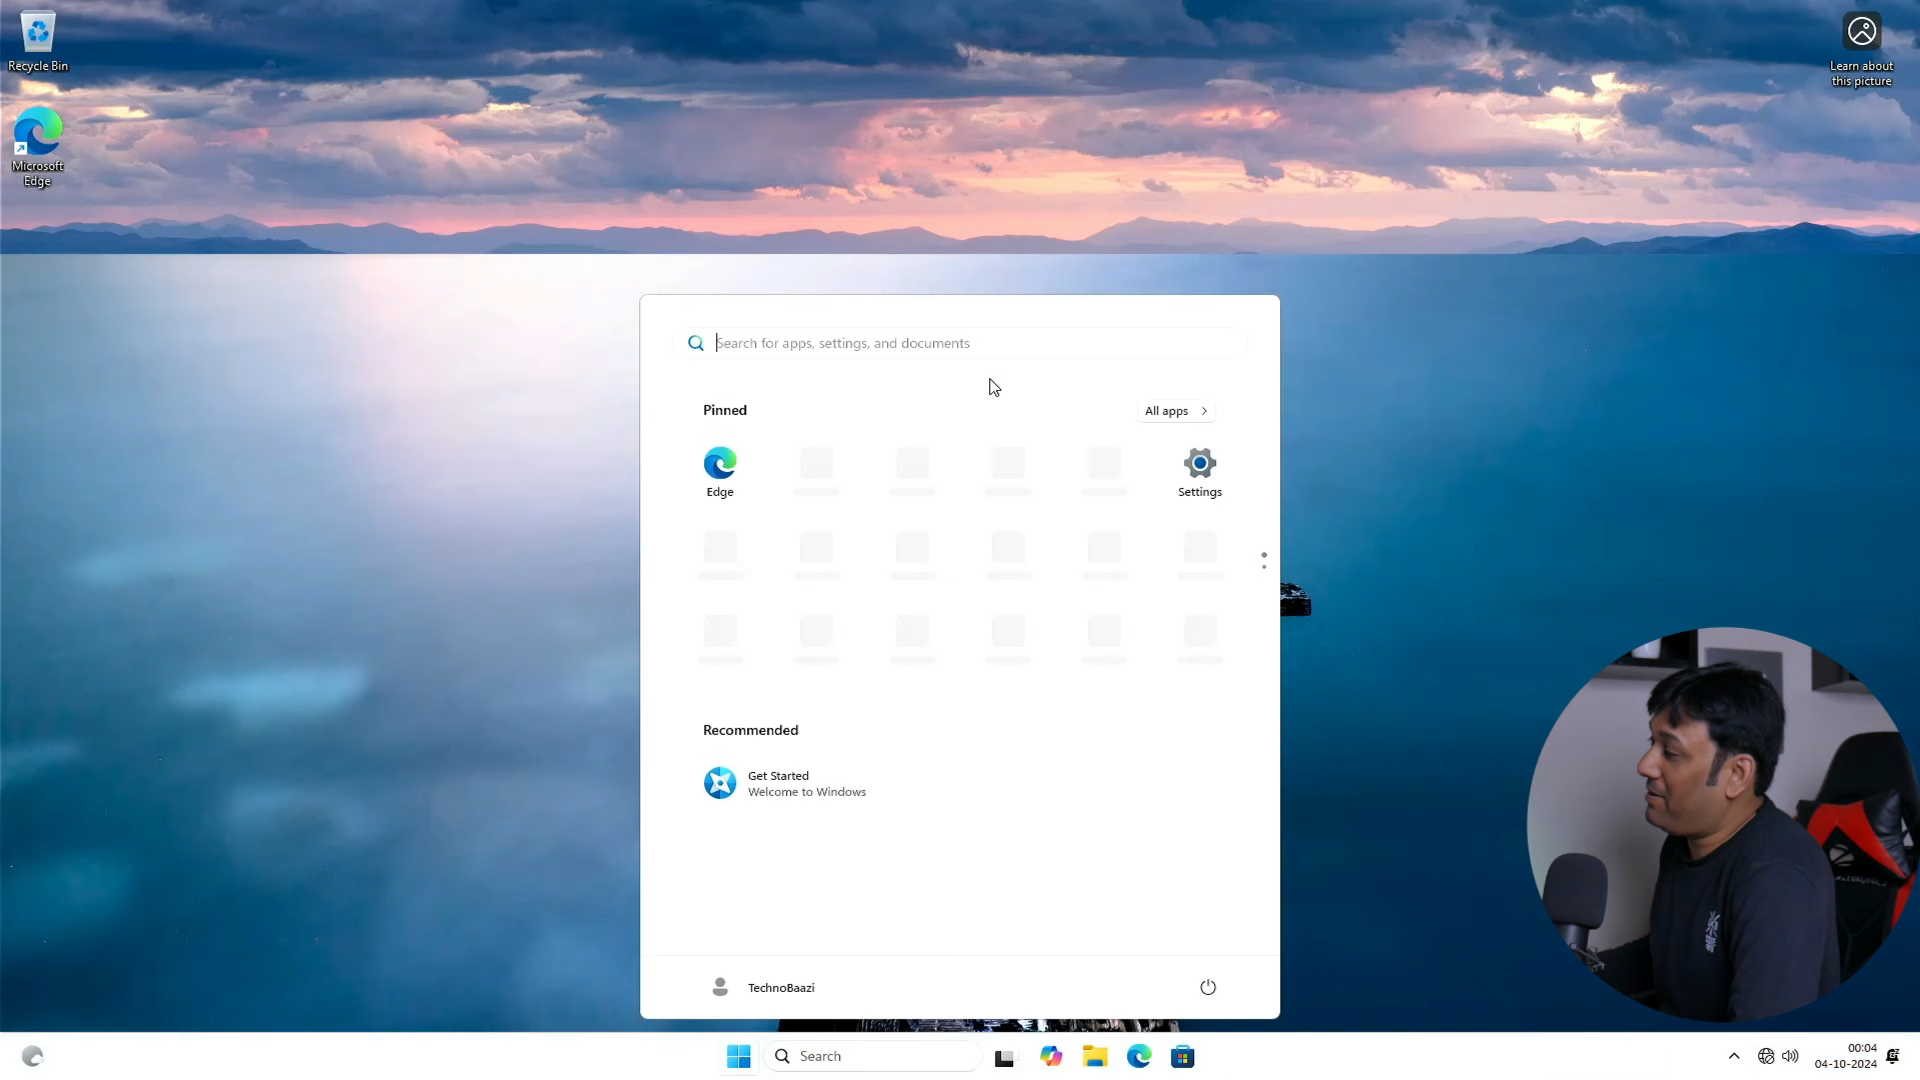 Recycle Bin
Microsoft
Edge
Learn about
this picture
Search for apps, settings, and documents
Pinned
All apps
Edge
Settings
Recommended
Get Started
Welcome to Windows
TechnoBaazi
Search
00:04
04-10-2024